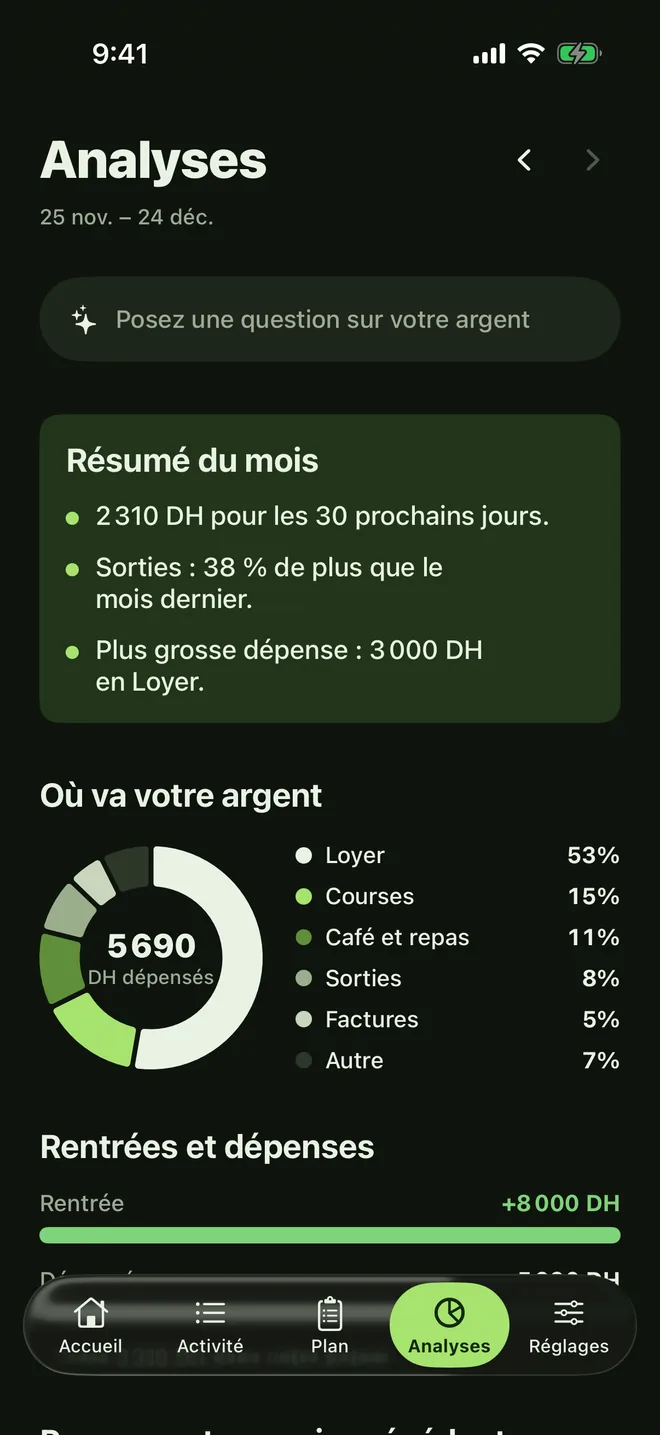 9:41
Analyses
25 nov. – 24 déc.
Posez une question sur votre argent
Résumé du mois
2 310 DH pour les 30 prochains jours.
Sorties : 38 % de plus que le
mois dernier.
Plus grosse dépense : 3 000 DH
en Loyer.
Où va votre argent
5 690
DH dépensés
Loyer 53%
Courses 15%
Café et repas 11%
Sorties 8%
Factures 5%
Autre 7%
Rentrées et dépenses
Rentrée +8 000 DH
Accueil
Activité
Plan
Analyses
Réglages